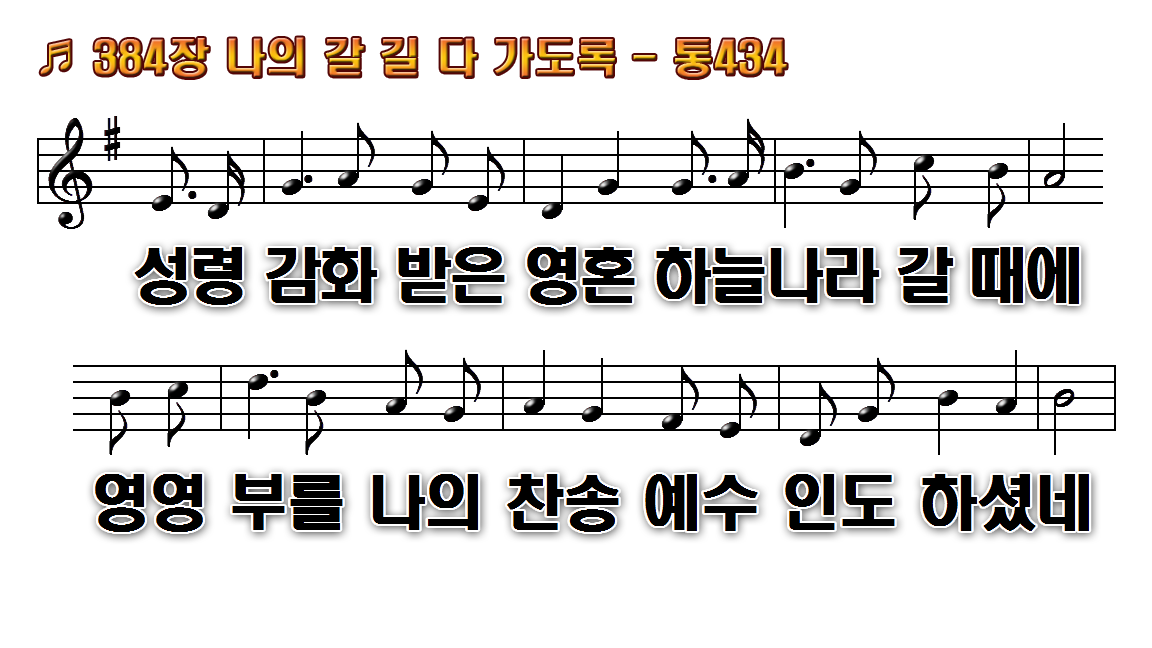 ♬ 384장 나의 갈 길 다 가도록 - 통434
성령 감화 받은 영혼 하늘나라 갈 때에
영영 부를 나의 찬송 예수 인도 하셨네